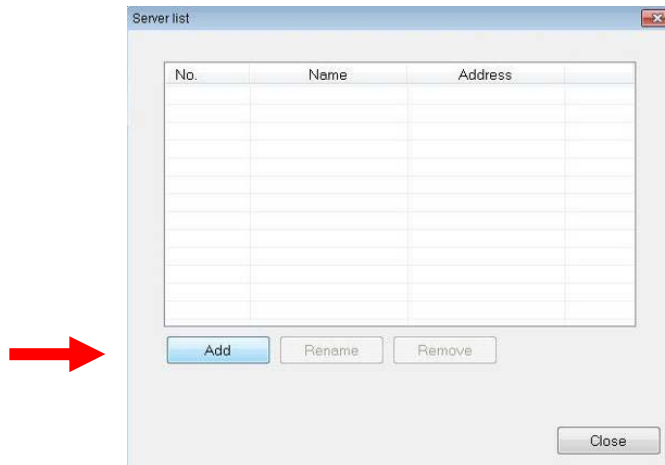 Server list
No. Name Address
Add Rename Remove
Close